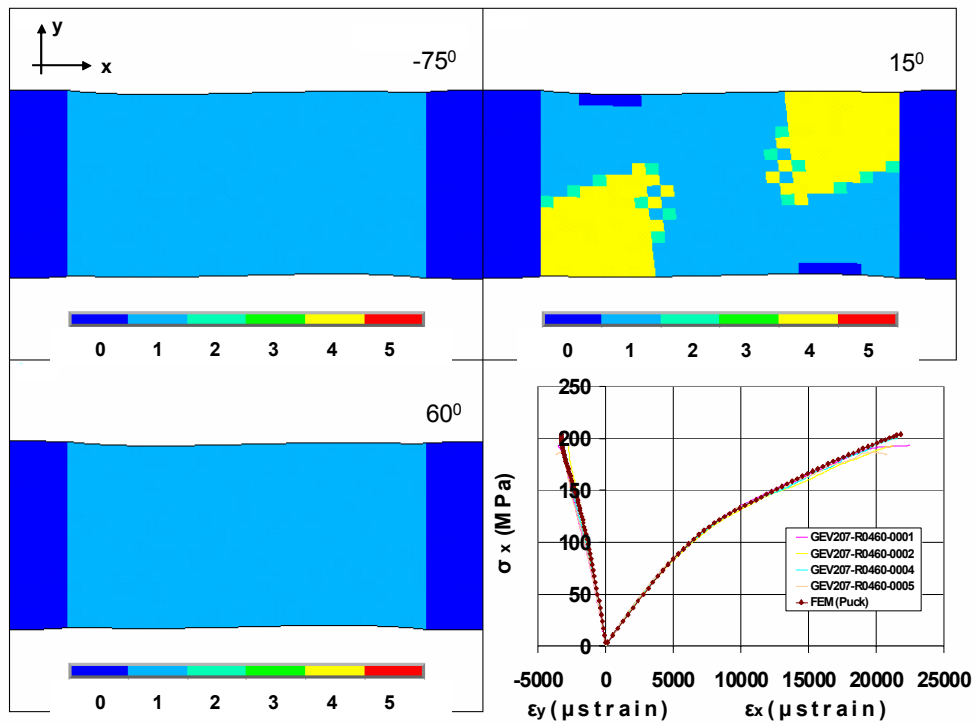 y
x
-75⁰
0 1 2 3 4 5
15⁰
0 1 2 3 4 5
60⁰
0 1 2 3 4 5
250
200
150
100
50
0
σ x (MPa)
GEV207-R0460-0001
GEV207-R0460-0002
GEV207-R0460-0004
GEV207-R0460-0005
FEM (Puck)
-5000 0 5000 10000 15000 20000 25000
εy (µstrain) εx (µstrain)